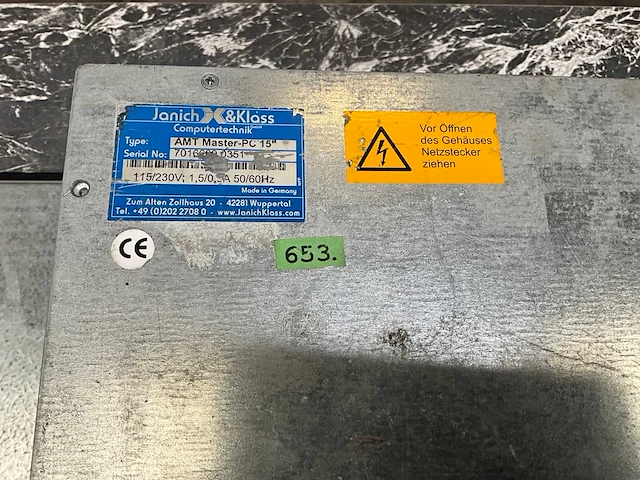 Janich & Klass
Computertechnik GmbH
Type: AMT Master-PC 15"
Serial No:
115/230V; 1,5/0, A 50/60Hz
Made in Germany
Zum Alten Zollhaus 20 · 42281 Wuppertal
Tel. +49 (0)202 2708 0 · www.JanichKlass.com
CE
Vor Öffnen
des Gehäuses
Netzstecker
ziehen
653.